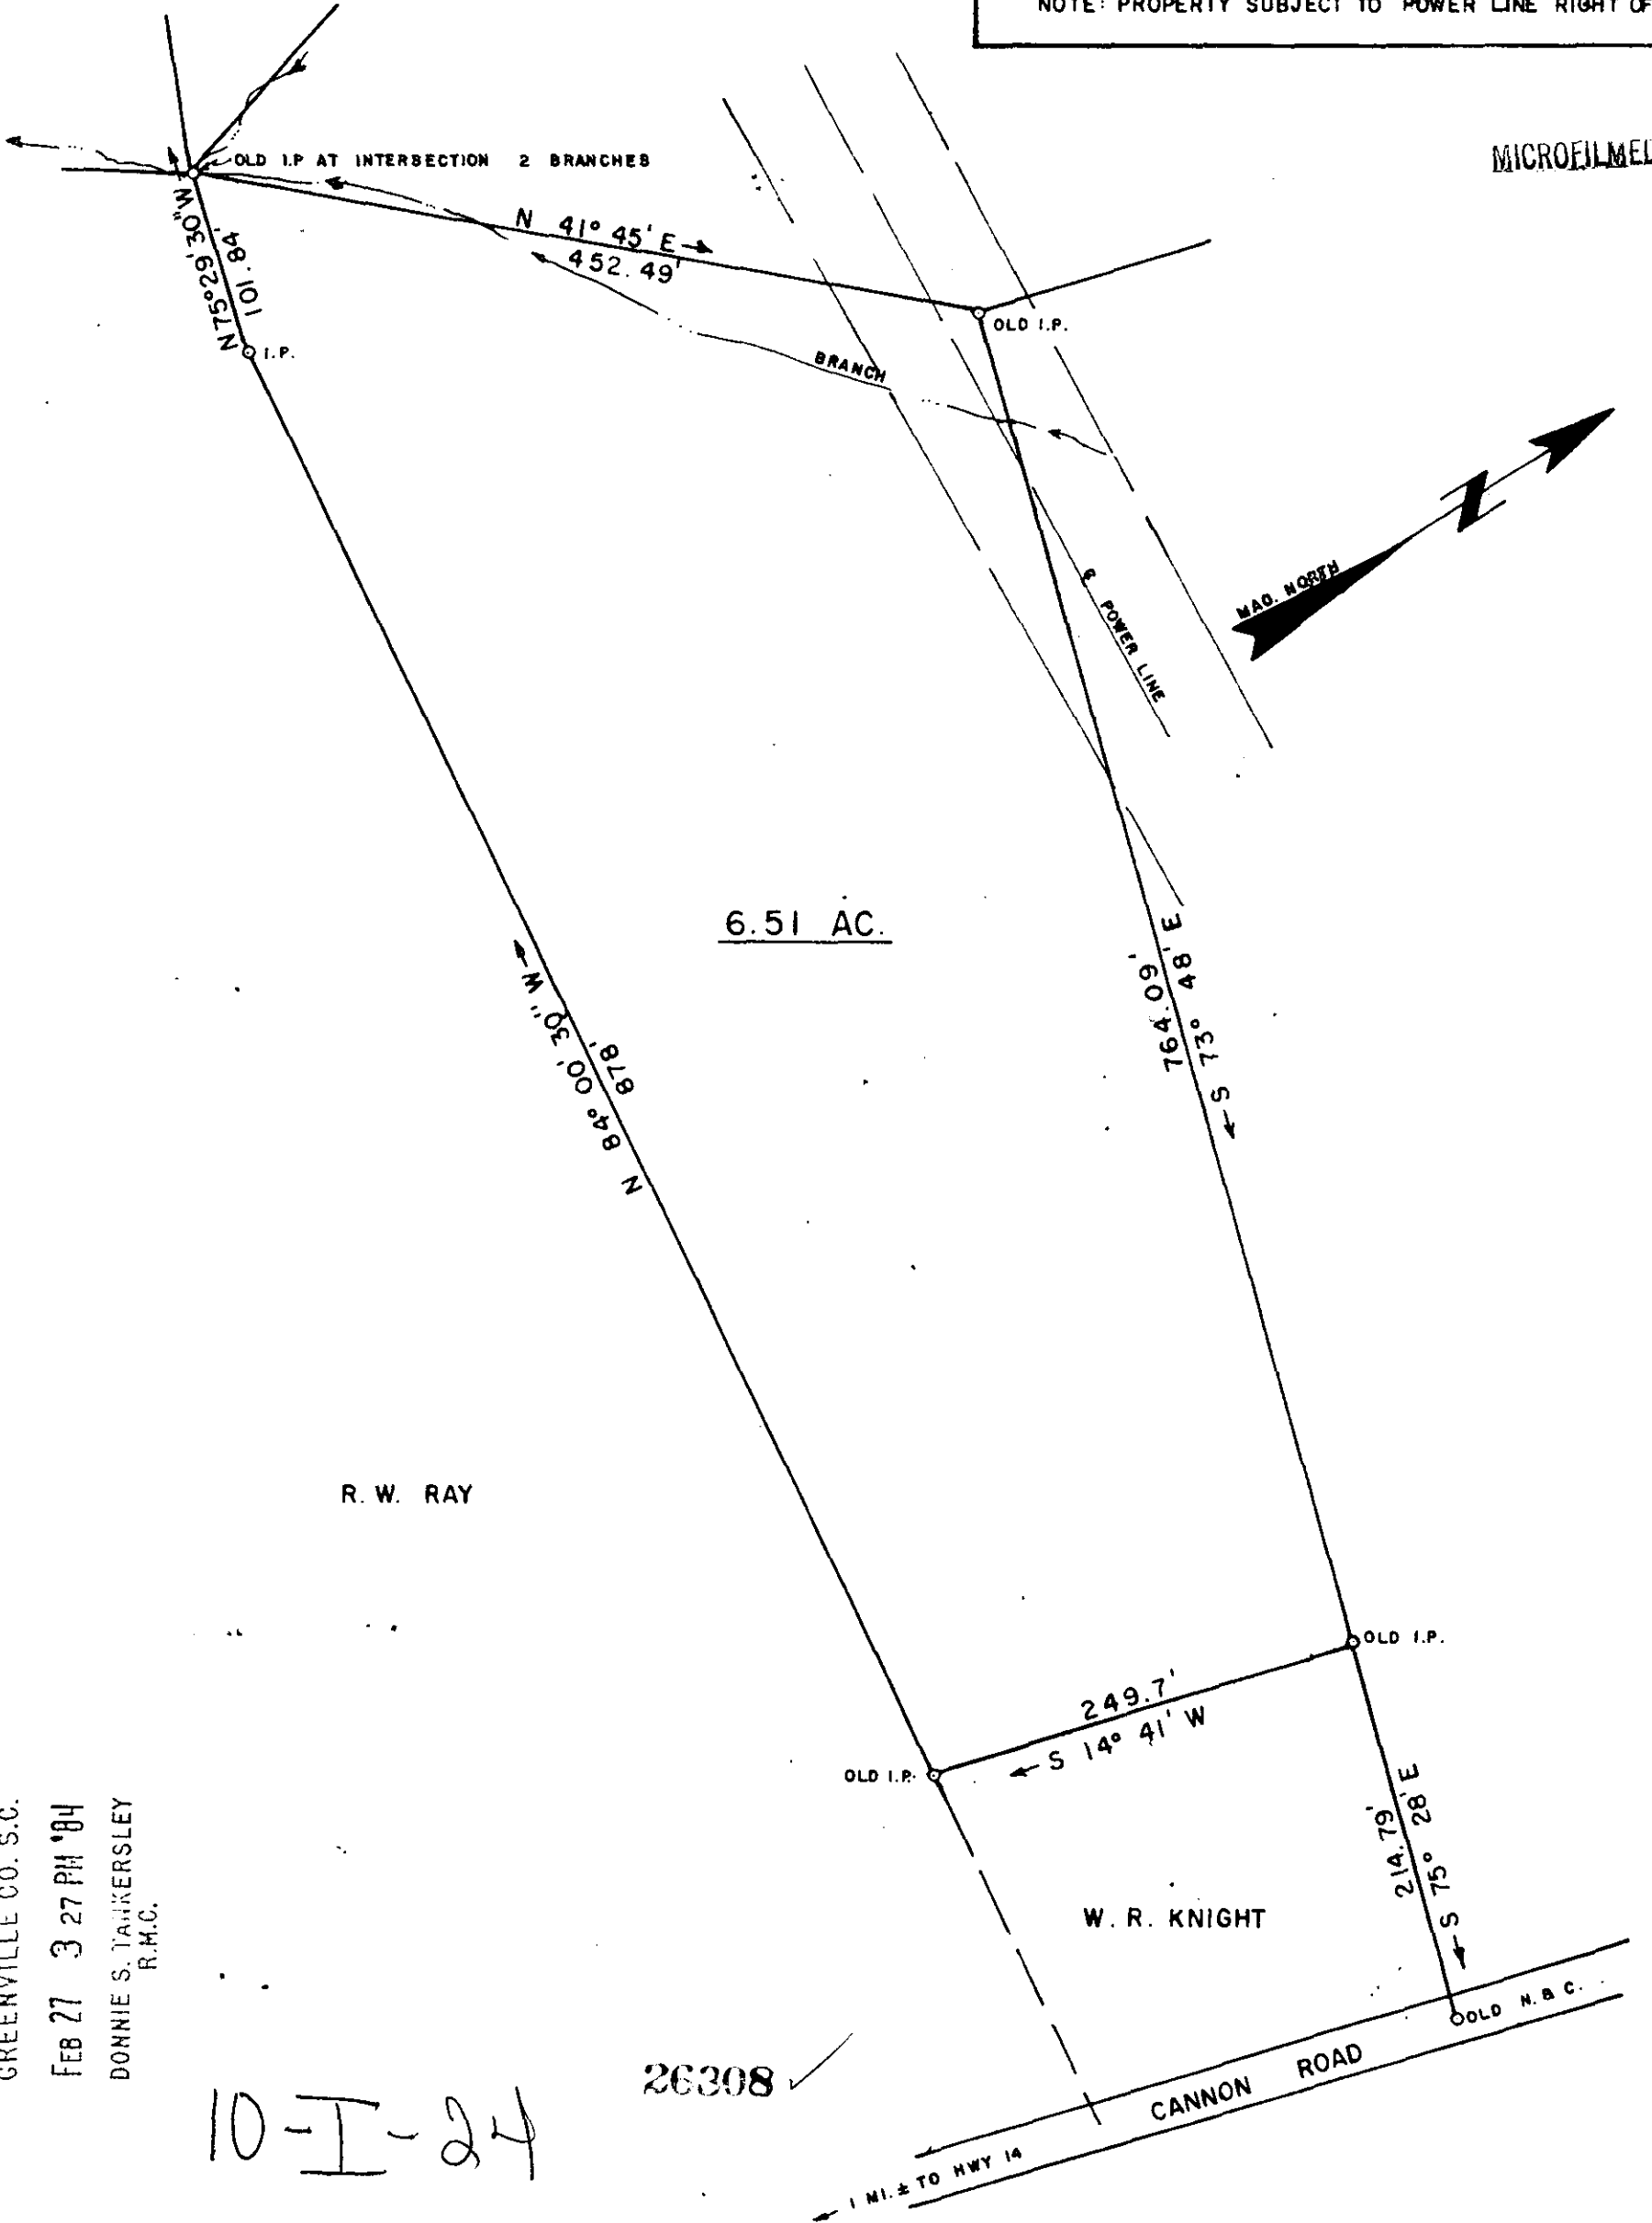 NOTE: PROPERTY SUBJECT TO POWER LINE RIGHT OF
MICROFILMED
OLD I.P AT INTERSECTION 2 BRANCHES
N 41° 45' E
452.49'
N 75° 29' 30" W
101.84'
I.P.
OLD I.P.
BRANCH
MAG. NORTH
N
℄ POWER LINE
6.51 AC.
S 73° 48' E
764.09'
N 84° 00' 30" W
878'
R. W. RAY
OLD I.P.
249.7'
S 14° 41' W
OLD I.P.
S 75° 28' E
214.79'
W. R. KNIGHT
OLD N. & C.
CANNON ROAD
1 MI. ± TO HWY 14
GREENVILLE CO. S.C.
FEB 27 3 27 PM '84
DONNIE S. TANKERSLEY
R.M.C.
26308
10-I-24